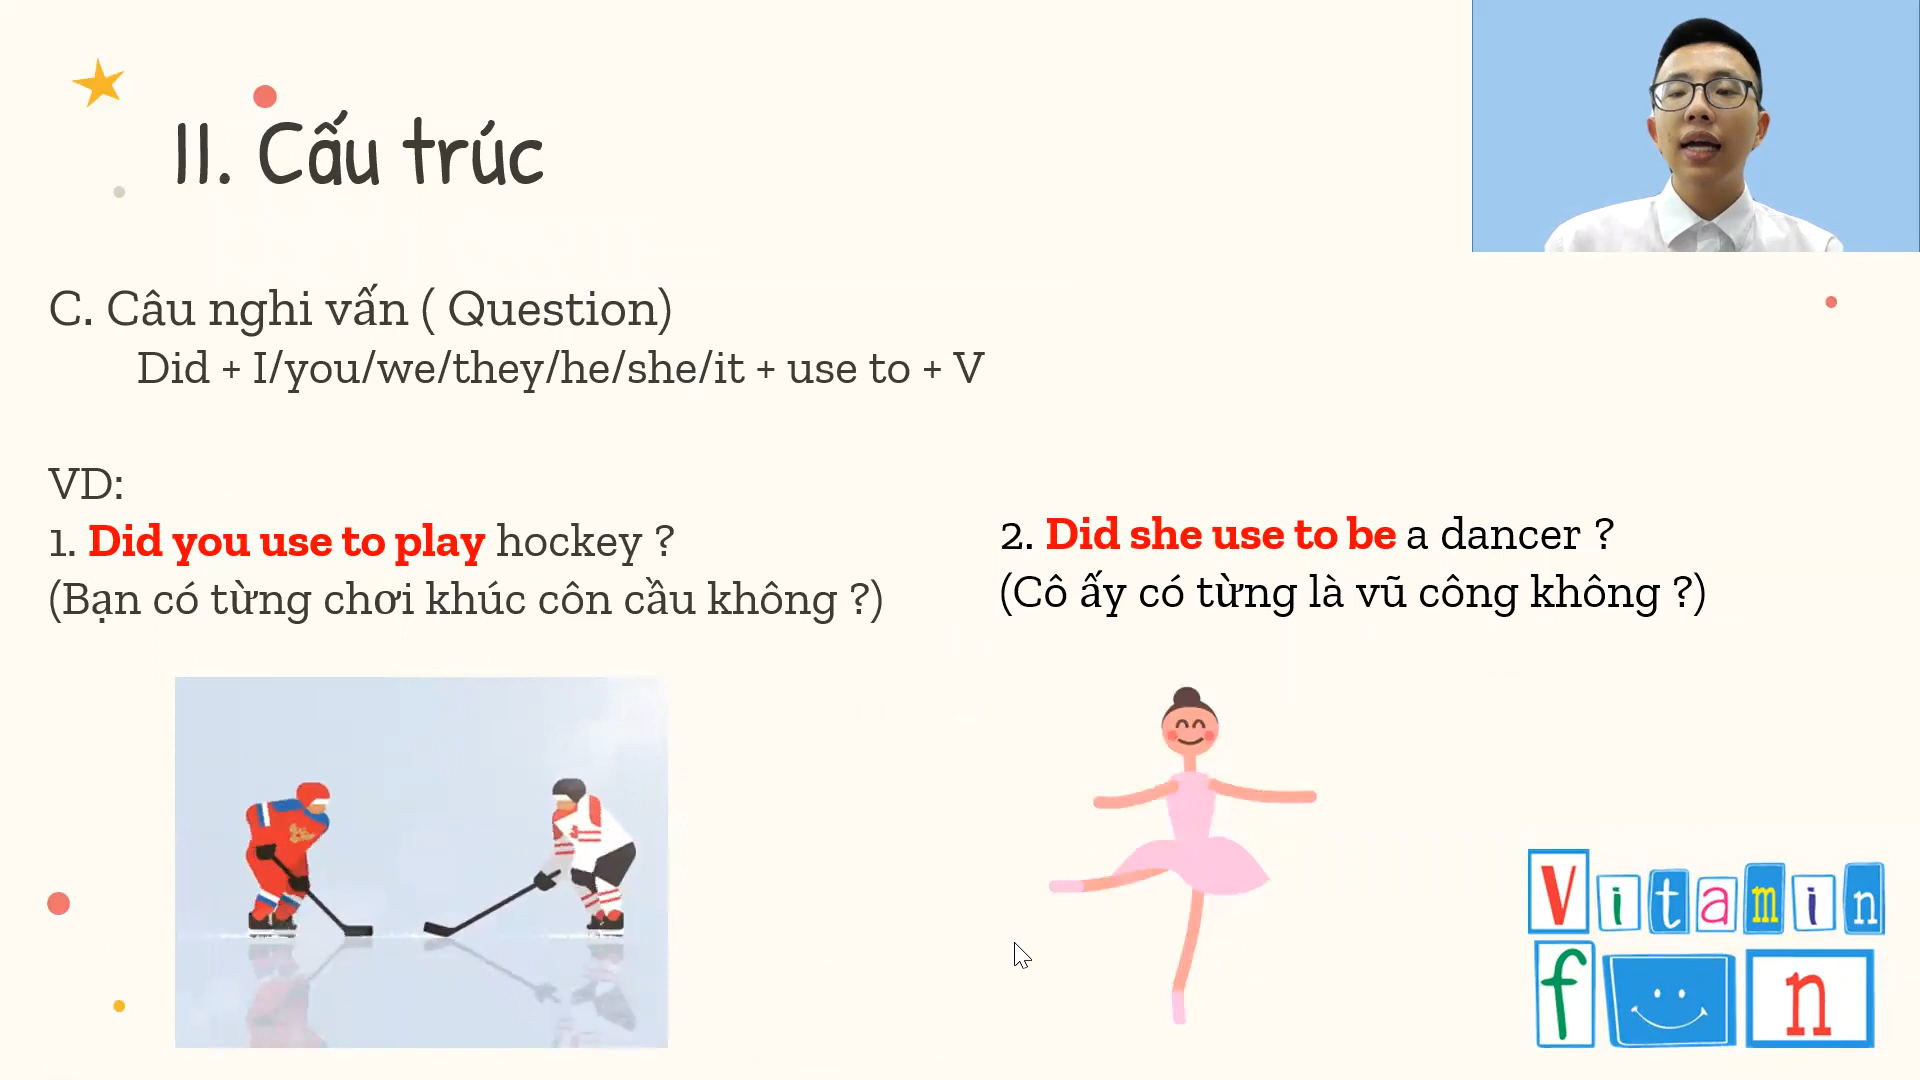 II. Cấu trúc
C. Câu nghi vấn ( Question)
Did + I/you/we/they/he/she/it + use to + V
VD:
1. Did you use to play hockey ?
(Bạn có từng chơi khúc côn cầu không ?)
2. Did she use to be a dancer ?
(Cô ấy có từng là vũ công không ?)
Vitamin
fun